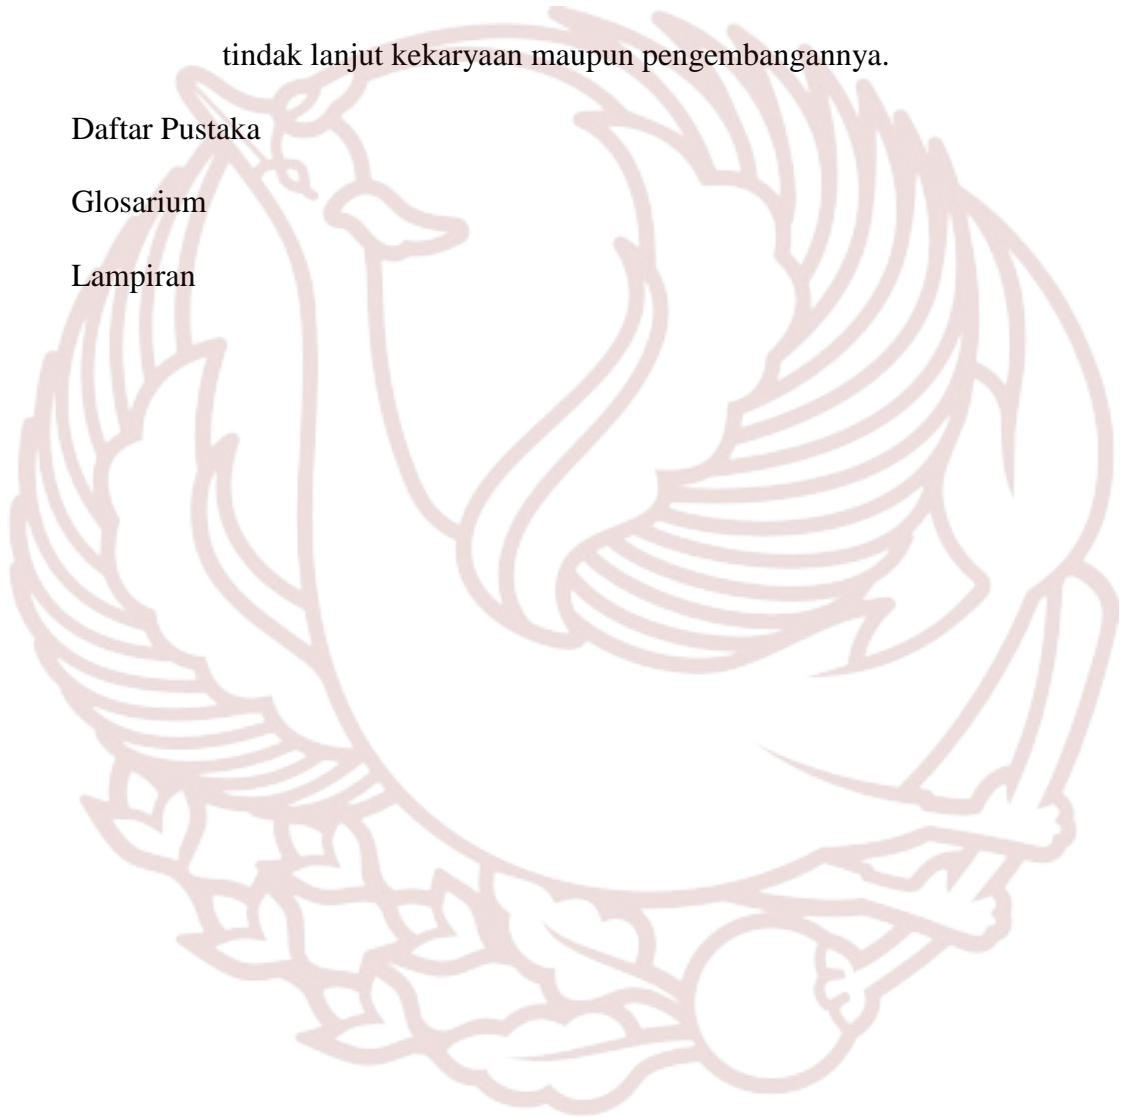 tindak lanjut kekaryaan maupun pengembangannya.
Daftar Pustaka
Glosarium
Lampiran